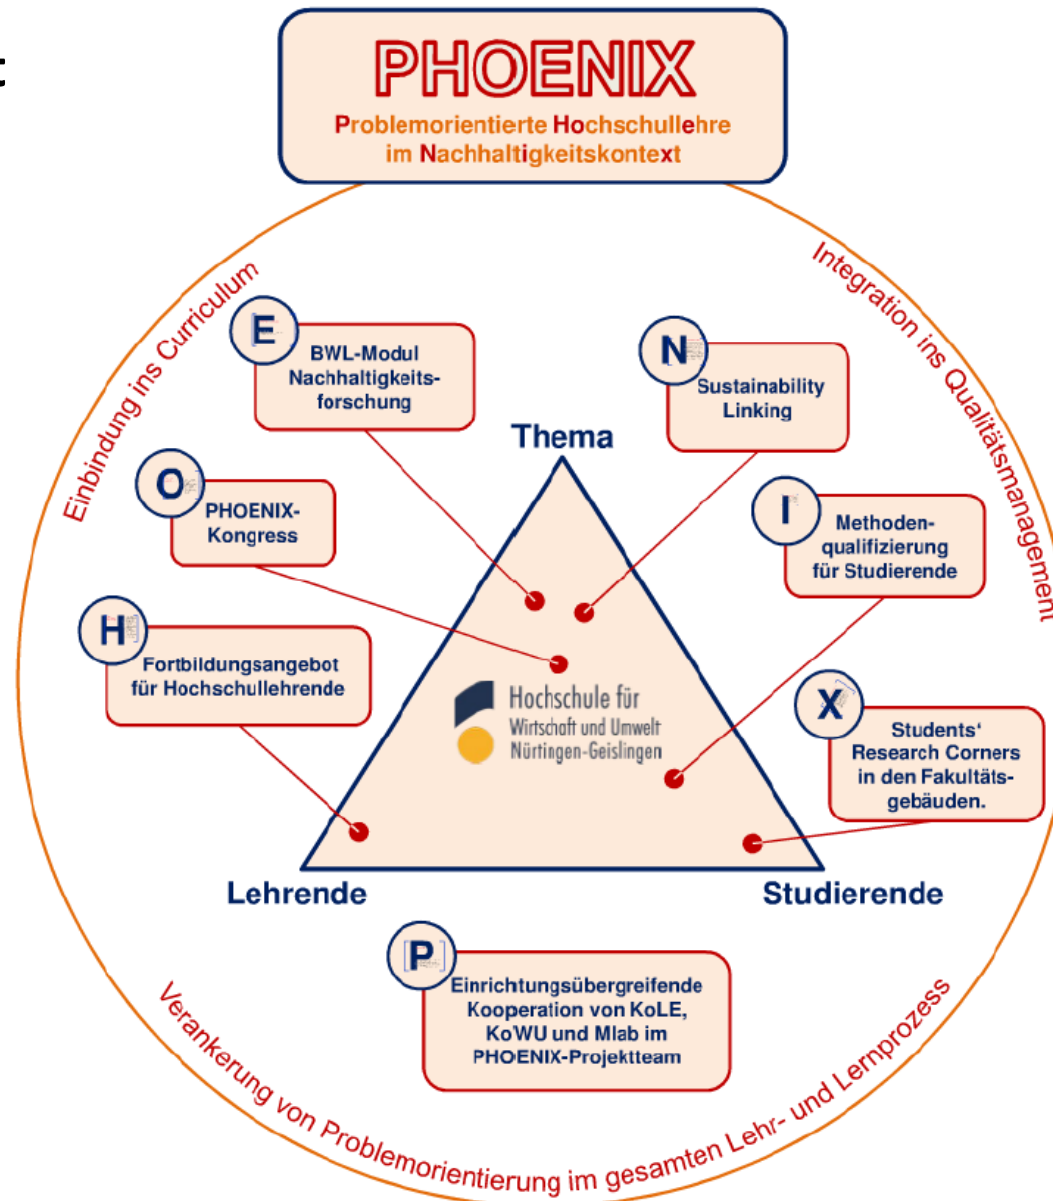 t
PHOENIX
Problemorientierte Hochschullehre
im Nachhaltigkeitskontext
Einbindung ins Curriculum
Integration ins Qualitätsmanagement
E
BWL-Modul
Nachhaltigkeits-
forschung
N
Sustainability
Linking
Thema
O
PHOENIX-
Kongress
I
Methoden-
qualifizierung
für Studierende
H
Fortbildungsangebot
für Hochschullehrende
Hochschule für
Wirtschaft und Umwelt
Nürtingen-Geislingen
X
Students‘
Research Corners
in den Fakultäts-
gebäuden.
Lehrende
Studierende
P
Einrichtungsübergreifende
Kooperation von KoLE,
KoWU und Mlab im
PHOENIX-Projektteam
Verankerung von Problemorientierung im gesamten Lehr- und Lernprozess